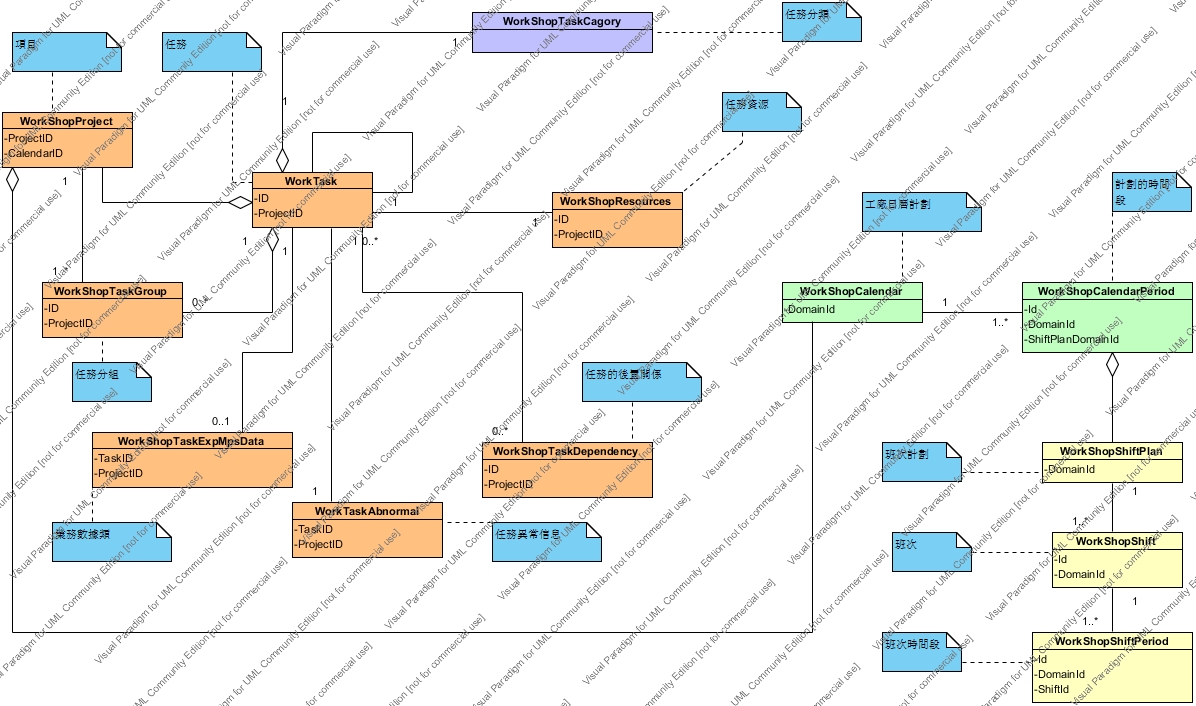 WorkShopTaskCagory
任務分類
項目
任務
1
1
任務資源
WorkShopProject
-ProjectID
-CalendarID
1
WorkTask
-ID
-ProjectID
1
WorkShopResources
-ID
-ProjectID
1
工廠日曆計劃
計劃的時間
段
1
1
1
0..*
WorkShopTaskGroup
-ID
-ProjectID
1..*
0..*
WorkShopCalendar
-DomainId
1
1..*
WorkShopCalendarPeriod
-Id
-DomainId
-ShiftPlanDomainId
任務分組
任務的後置關係
0..1
0..*
WorkShopTaskExpMpsData
-TaskID
-ProjectID
WorkShopTaskDependency
-ID
-ProjectID
班次計劃
WorkShopShiftPlan
-DomainId
1
1
1..*
WorkTaskAbnormal
-TaskID
-ProjectID
業務數據類
任務異常信息
班次
WorkShopShift
-Id
-DomainId
1
1..*
班次時間段
WorkShopShiftPeriod
-Id
-DomainId
-ShiftId
Visual Paradigm for UML Community Edition [not for commercial use]